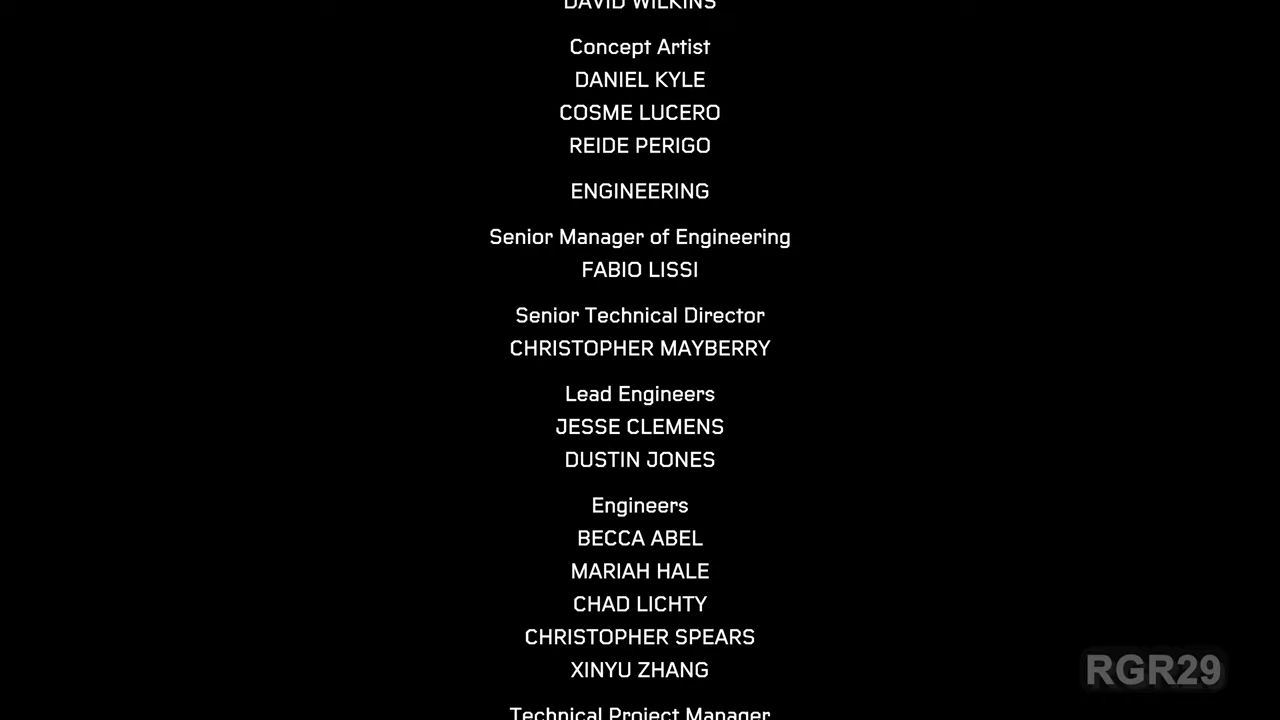 DAVID WILKINS
Concept Artist
DANIEL KYLE
COSME LUCERO
REIDE PERIGO
ENGINEERING
Senior Manager of Engineering
FABIO LISSI
Senior Technical Director
CHRISTOPHER MAYBERRY
Lead Engineers
JESSE CLEMENS
DUSTIN JONES
Engineers
BECCA ABEL
MARIAH HALE
CHAD LICHTY
CHRISTOPHER SPEARS
XINYU ZHANG
RGR29
Technical Project Manager